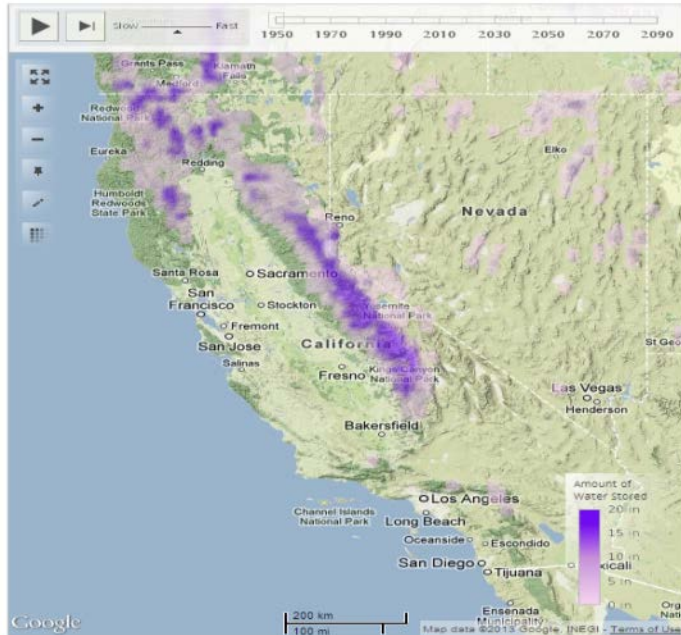 Slow Fast
1950 1970 1990 2010 2030 2050 2070 2090
Grants Pass
Klamath
Falls
Medford
Redwood
National Park
Eureka
Redding
Elko
Humboldt
Redwoods
State Park
Reno
Nevada
Santa Rosa
Sacramento
San
Francisco
Stockton
Yosemite
National Park
Fremont
California
San Jose
Salinas
Fresno
Kings Canyon
National Park
St Geo
Las Vegas
Henderson
Bakersfield
Amount of
Water Stored
20 in
15 in
10 in
5 in
0 in
Los Angeles
Channel Islands
National Park
Long Beach
Oceanside
Escondido
San Diego
Tijuana
xicali
Ensenada
Municipality
Org
Nat
200 km
100 mi
Google
Map data ©2013 Google, INEGI - Terms of Use